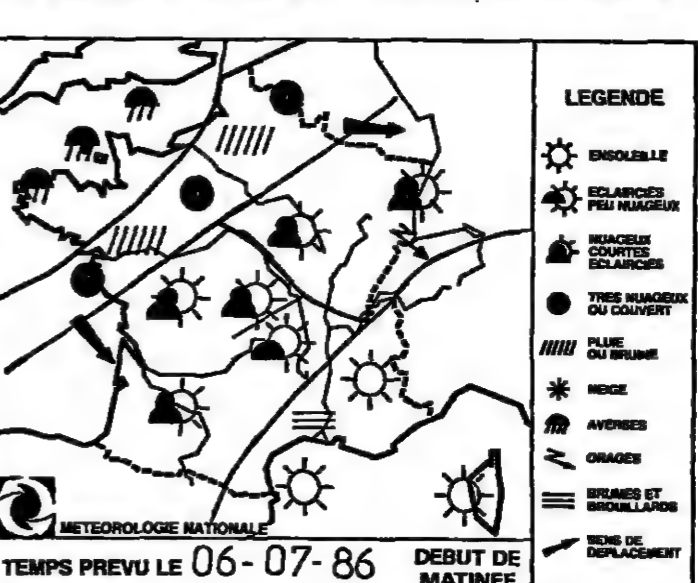 LEGENDE
ENSOLEILLE
ECLAIRCIES
PEU NUAGEUX
NUAGEUX
COURTES
ECLAIRCIES
TRES NUAGEUX
OU COUVERT
PLUIE
OU BRUINE
NEIGE
AVERSES
ORAGES
BRUMES ET
BROUILLARDS
SENS DE
DEPLACEMENT
METEOROLOGIE NATIONALE
TEMPS PREVU LE 06-07-86 DEBUT DE
MATINEE